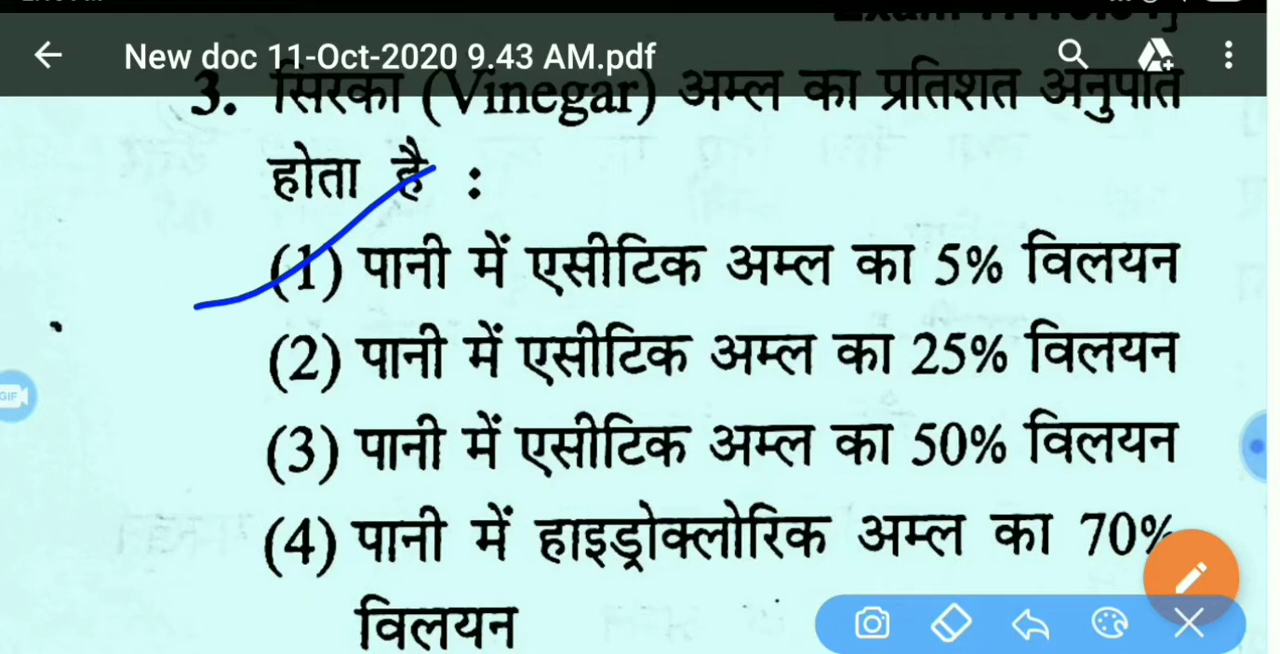 New doc 11-Oct-2020 9.43 AM.pdf
3. सिरका (Vinegar) अम्ल का प्रतिशत अनुपात
होता है :
(1) पानी में एसीटिक अम्ल का 5% विलयन
(2) पानी में एसीटिक अम्ल का 25% विलयन
(3) पानी में एसीटिक अम्ल का 50% विलयन
(4) पानी में हाइड्रोक्लोरिक अम्ल का 70%
विलयन
GIF